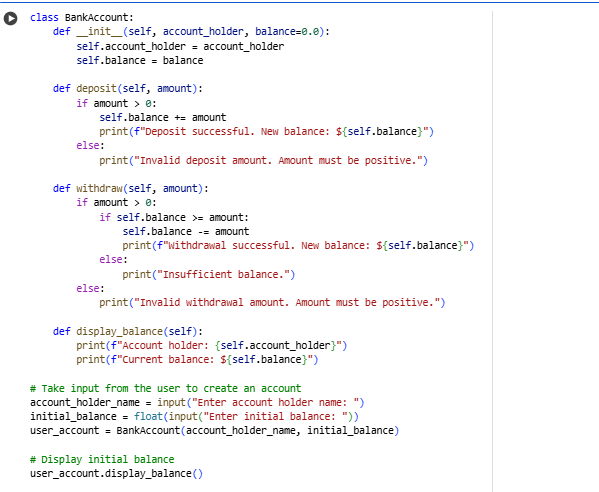 class BankAccount:
    def __init__(self, account_holder, balance=0.0):
        self.account_holder = account_holder
        self.balance = balance

    def deposit(self, amount):
        if amount > 0:
            self.balance += amount
            print(f"Deposit successful. New balance: ${self.balance}")
        else:
            print("Invalid deposit amount. Amount must be positive.")

    def withdraw(self, amount):
        if amount > 0:
            if self.balance >= amount:
                self.balance -= amount
                print(f"Withdrawal successful. New balance: ${self.balance}")
            else:
                print("Insufficient balance.")
        else:
            print("Invalid withdrawal amount. Amount must be positive.")

    def display_balance(self):
        print(f"Account holder: {self.account_holder}")
        print(f"Current balance: ${self.balance}")

# Take input from the user to create an account
account_holder_name = input("Enter account holder name: ")
initial_balance = float(input("Enter initial balance: "))
user_account = BankAccount(account_holder_name, initial_balance)

# Display initial balance
user_account.display_balance()